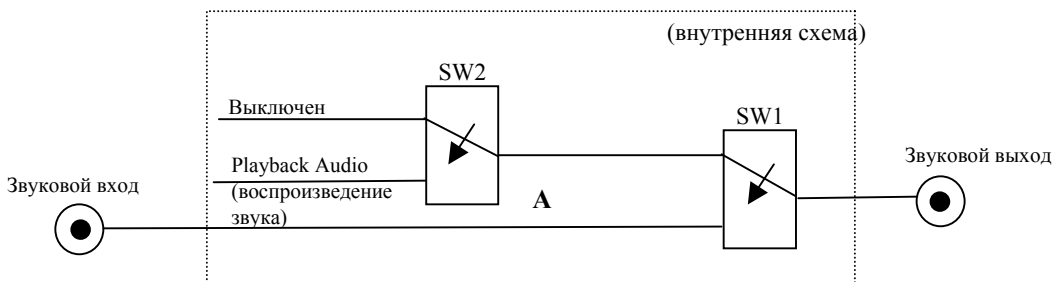 (внутренняя схема)
SW2
Выключен
SW1
Playback Audio
(воспроизведение
звука)
Звуковой вход
A
Звуковой выход